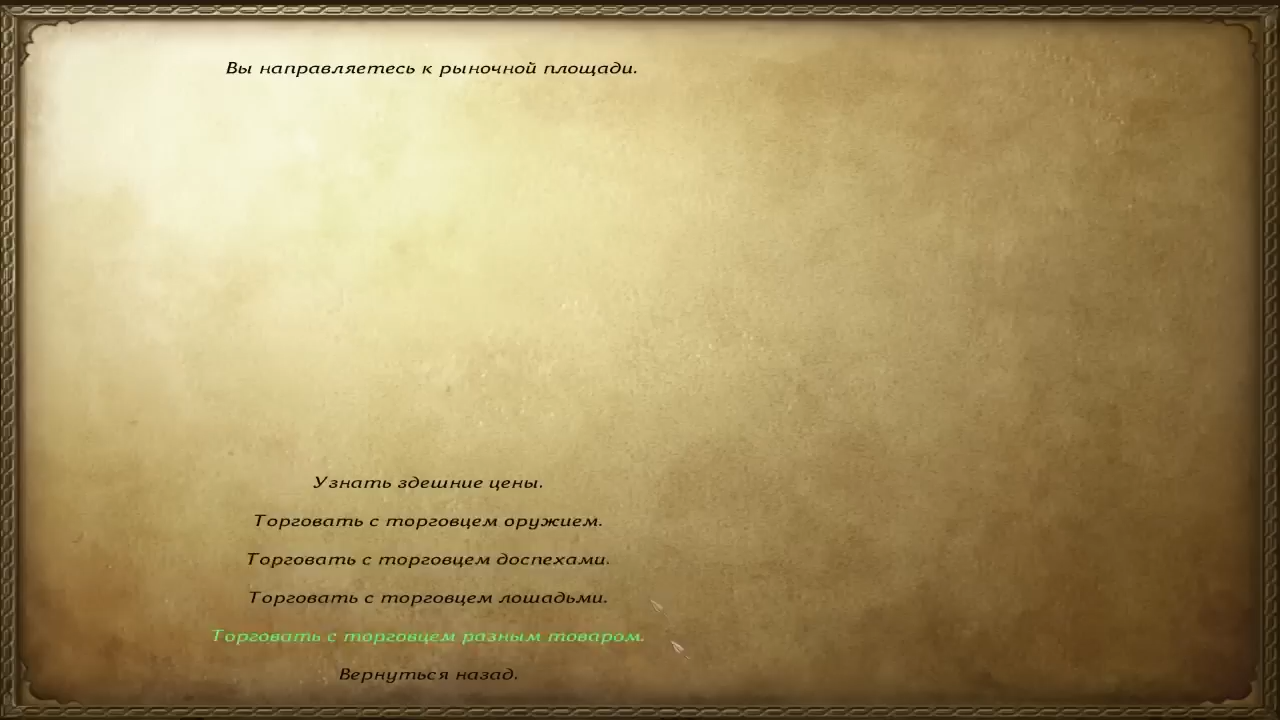 Вы направляетесь к рыночной площади.
Узнать здешние цены.
Торговать с торговцем оружием.
Торговать с торговцем доспехами.
Торговать с торговцем лошадьми.
Торговать с торговцем разным товаром.
Вернуться назад.